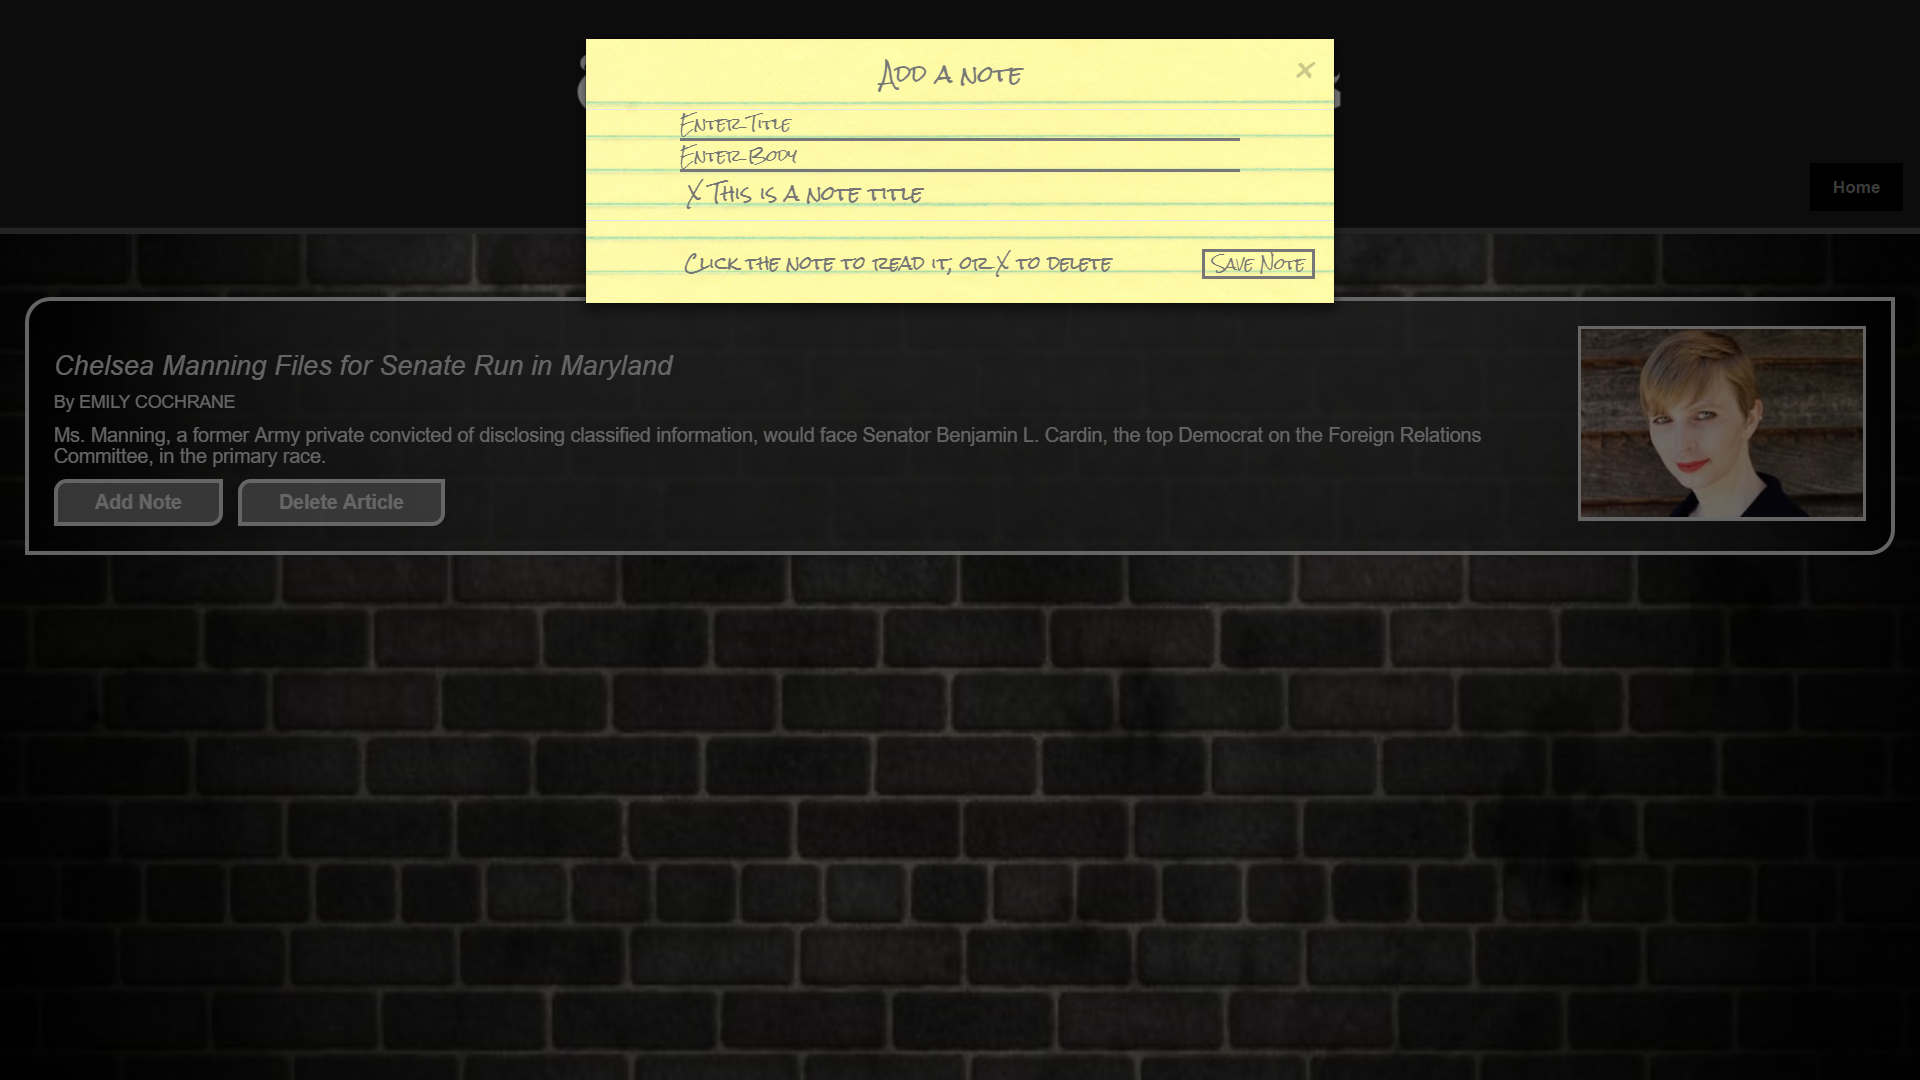 Add a note
×
Enter Title
Enter Body
X This is a note title
Click the note to read it, or X to delete
Save Note
Home
Chelsea Manning Files for Senate Run in Maryland
By EMILY COCHRANE
Ms. Manning, a former Army private convicted of disclosing classified information, would face Senator Benjamin L. Cardin, the top Democrat on the Foreign Relations
Committee, in the primary race.
Add Note
Delete Article